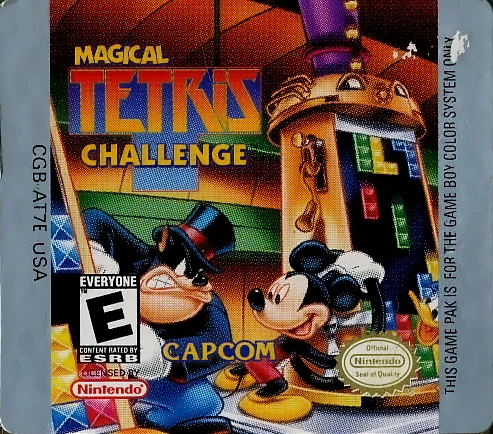 MAGICAL
TETRIS
CHALLENGE
CGB-AT7E USA
THIS GAME PAK IS FOR THE GAME BOY COLOR SYSTEM ONLY
EVERYONE
E
CONTENT RATED BY
ESRB
CAPCOM
LICENSED BY
Nintendo
Official
Nintendo
Seal of Quality